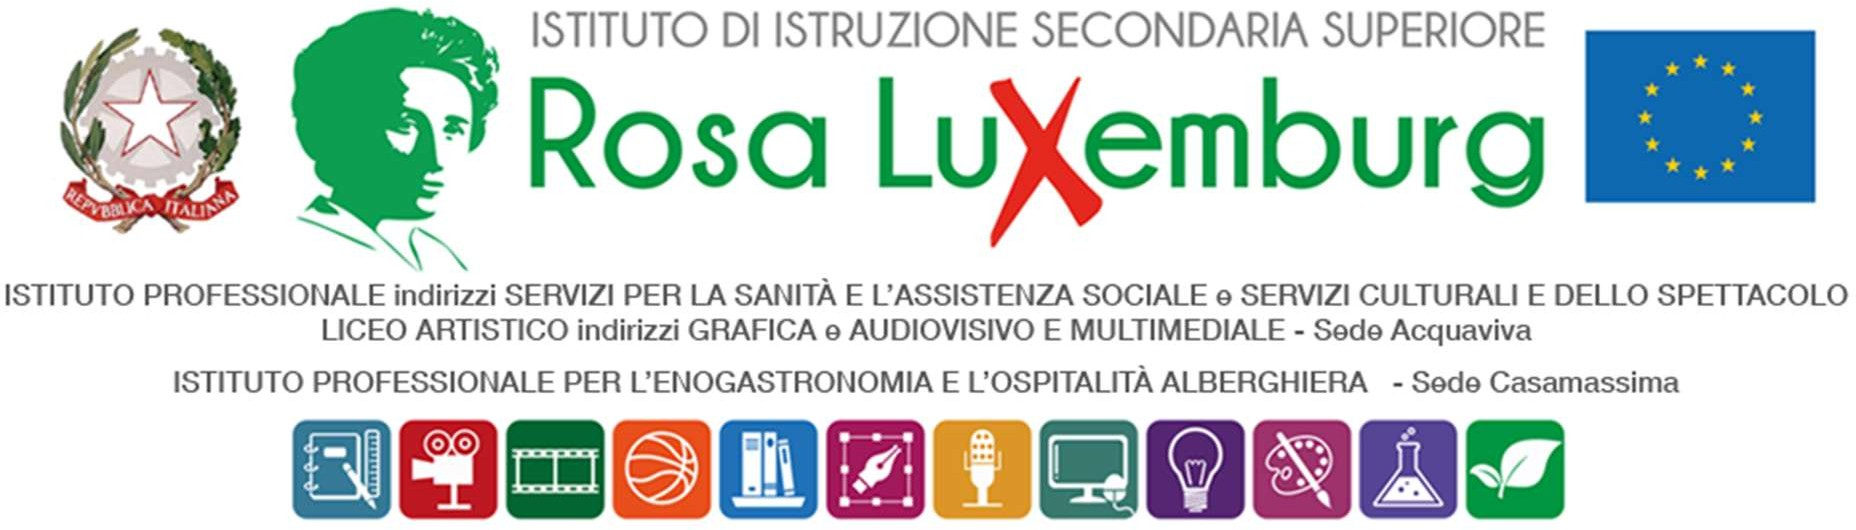 ISTITUTO DI ISTRUZIONE SECONDARIA SUPERIORE
Rosa LuXemburg
REPVBBLICA ITALIANA
ISTITUTO PROFESSIONALE indirizzi SERVIZI PER LA SANITÀ E L'ASSISTENZA SOCIALE e SERVIZI CULTURALI E DELLO SPETTACOLO
LICEO ARTISTICO indirizzi GRAFICA e AUDIOVISIVO E MULTIMEDIALE - Sede Acquaviva
ISTITUTO PROFESSIONALE PER L'ENOGASTRONOMIA E L'OSPITALITÀ ALBERGHIERA - Sede Casamassima